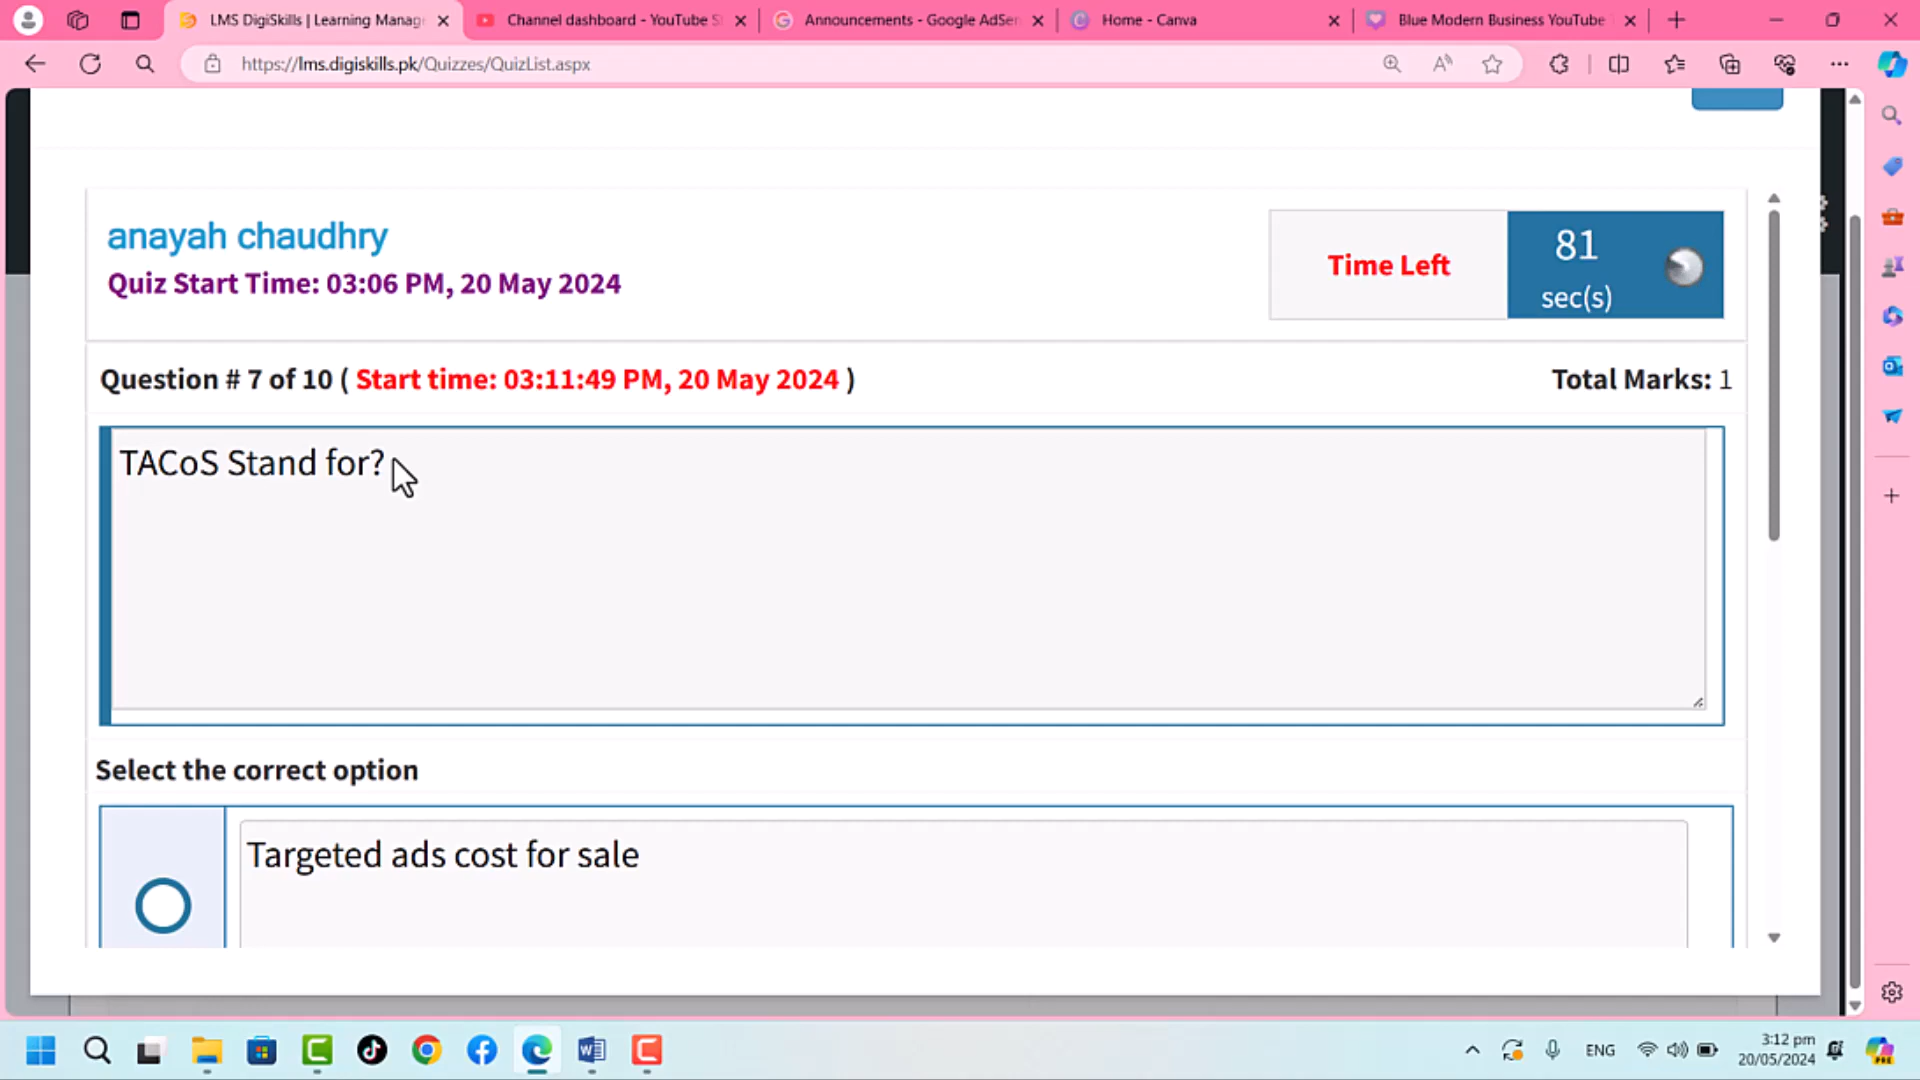 LMS DigiSkills | Learning Manag
Channel dashboard - YouTube S
Announcements - Google AdSen
Home - Canva
Blue Modern Business YouTube
https://lms.digiskills.pk/Quizzes/QuizList.aspx
anayah chaudhry
Quiz Start Time: 03:06 PM, 20 May 2024
Time Left
81
sec(s)
Question # 7 of 10 ( Start time: 03:11:49 PM, 20 May 2024 )
Total Marks: 1
TACoS Stand for?
Select the correct option
Targeted ads cost for sale
ENG
3:12 pm
20/05/2024